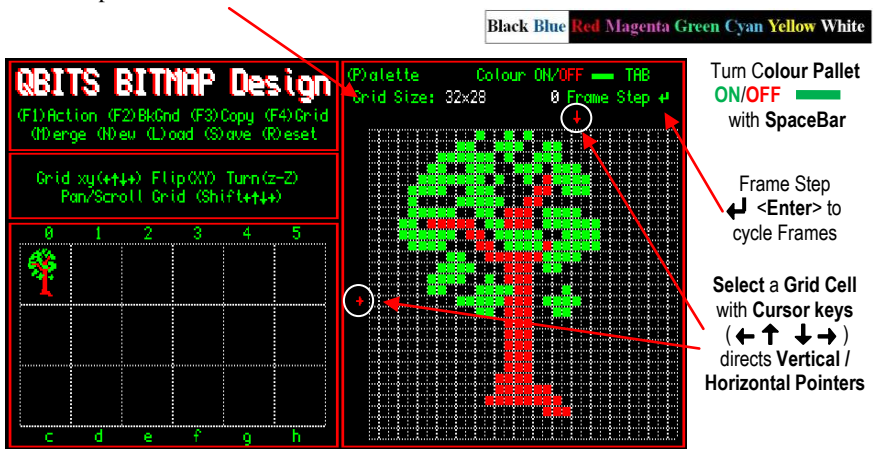 Black Blue Red Magenta Green Cyan Yellow White
QBITS BITMAP Design
(F1)Action (F2)BkGnd (F3)Copy (F4)Grid
(M)erge (N)ew (L)oad (S)ave (R)eset
Grid xy(←↑↓→) Flip(XY) Turn(z-Z)
Pan/Scroll Grid (Shift←↑↓→)
0 1 2 3 4 5
c d e f g h
(P)alette Colour ON/OFF TAB
Grid Size: 32x28 0 Frame Step ↵
Turn Colour Pallet
ON/OFF
with SpaceBar
Frame Step
↵ <Enter> to
cycle Frames
Select a Grid Cell
with Cursor keys
(← ↑ ↓ →)
directs Vertical /
Horizontal Pointers